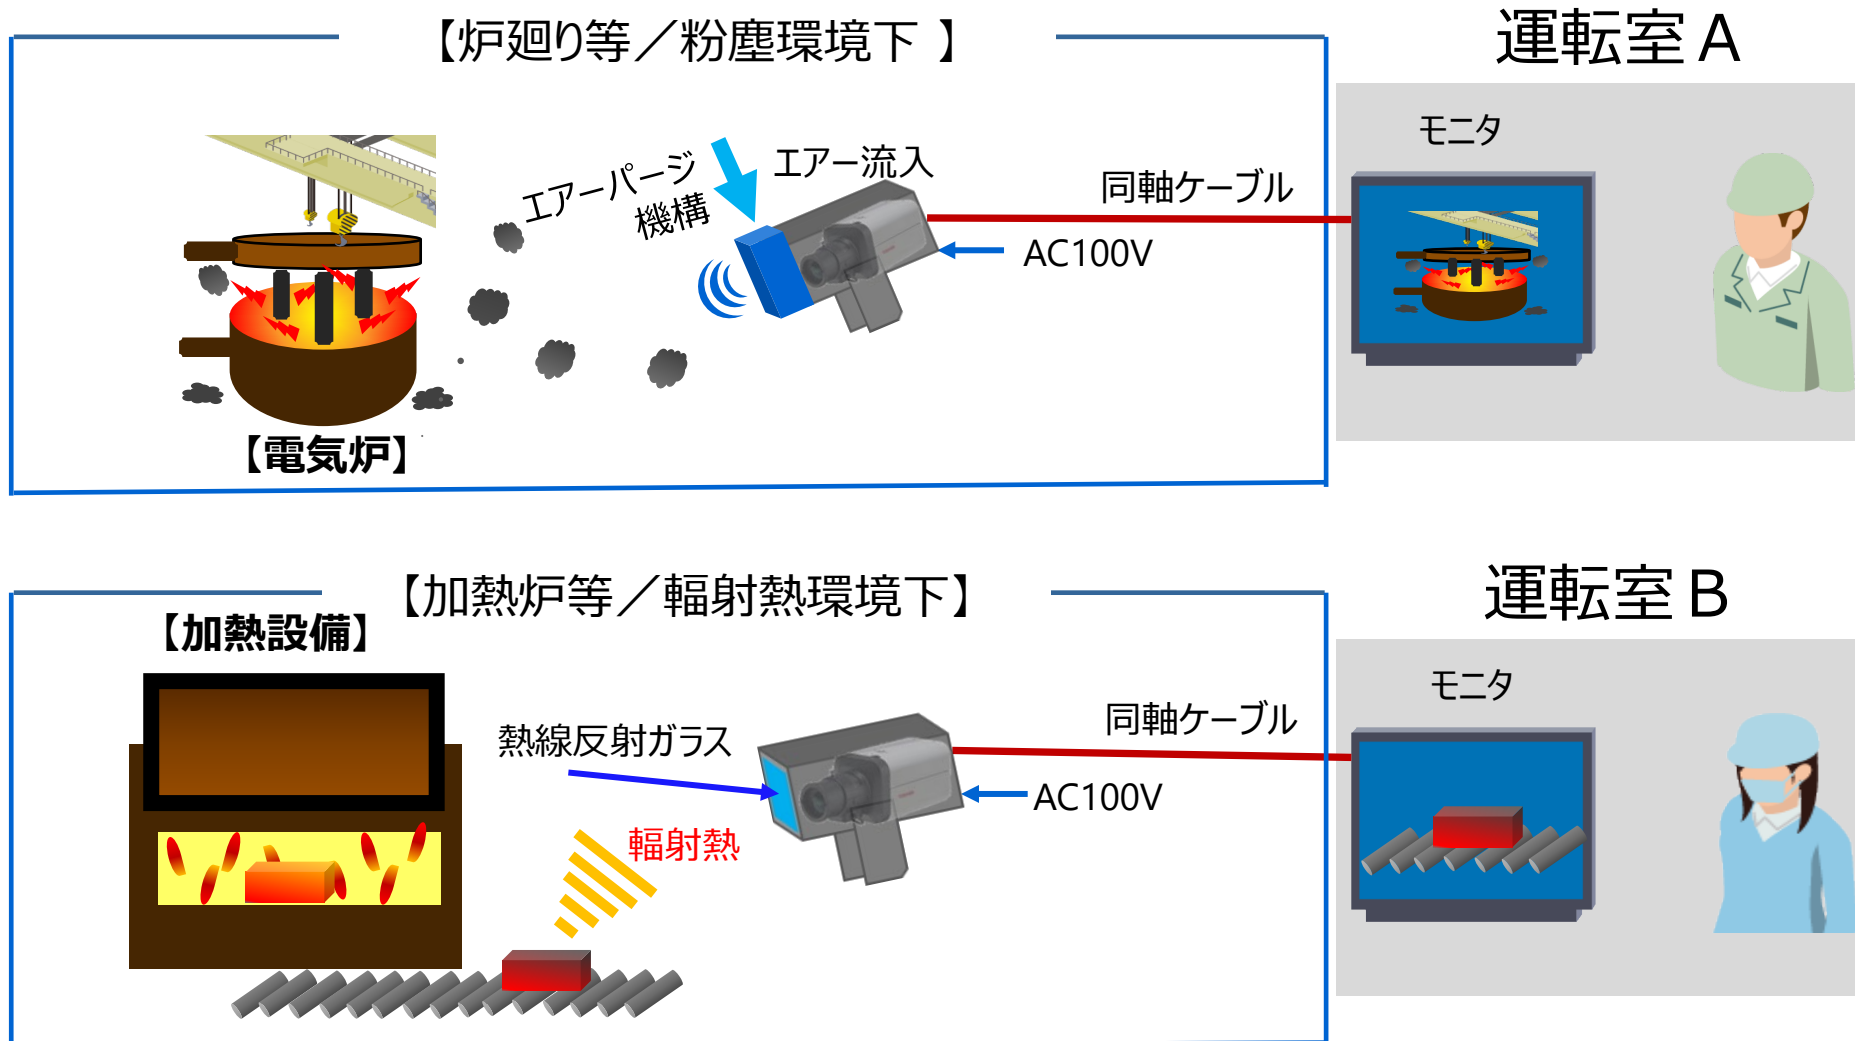 【炉廻り等／粉塵環境下 】
運転室Ａ
モニタ
エアーパージ
機構
エアー流入
同軸ケーブル
AC100V
【電気炉】
【加熱炉等／輻射熱環境下】
運転室Ｂ
【加熱設備】
モニタ
熱線反射ガラス
同軸ケーブル
AC100V
輻射熱